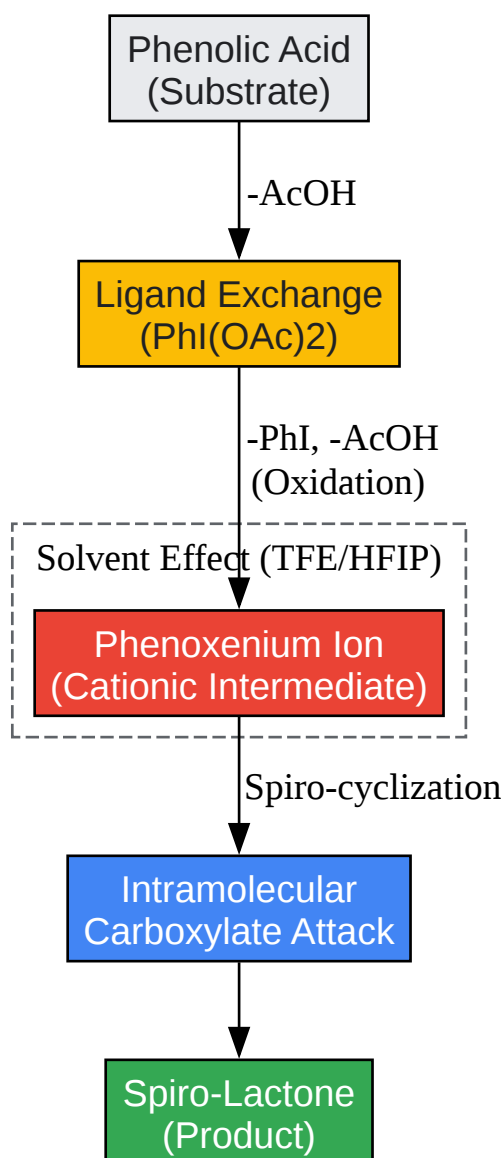 Phenolic Acid
(Substrate)
-AcOH
Ligand Exchange
(PhI(OAc)2)
-PhI, -AcOH
(Oxidation)
Solvent Effect (TFE/HFIP)
Phenoxenium Ion
(Cationic Intermediate)
Spiro-cyclization
Intramolecular
Carboxylate Attack
Spiro-Lactone
(Product)